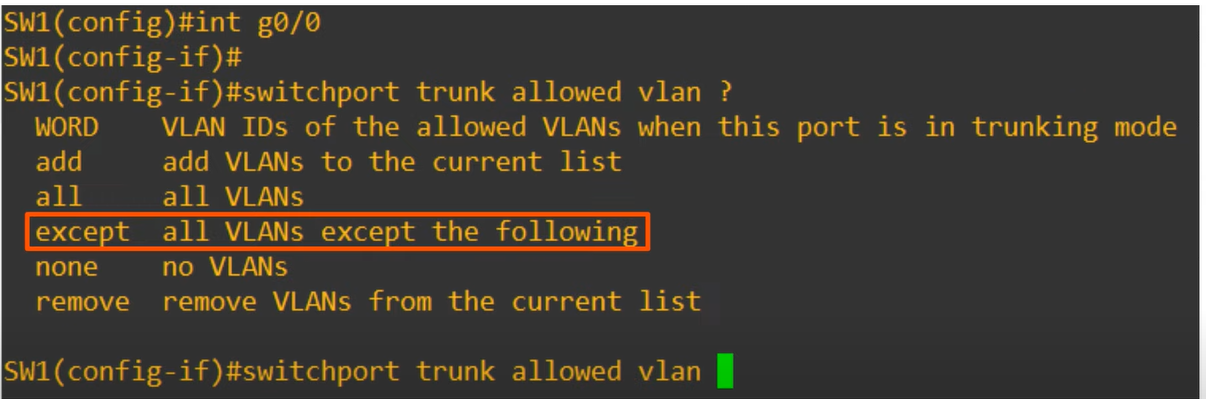 SW1(config)#int g0/0
SW1(config-if)#
SW1(config-if)#switchport trunk allowed vlan ?
WORD VLAN IDs of the allowed VLANs when this port is in trunking mode
add add VLANs to the current list
all all VLANs
except all VLANs except the following
none no VLANs
remove remove VLANs from the current list
SW1(config-if)#switchport trunk allowed vlan